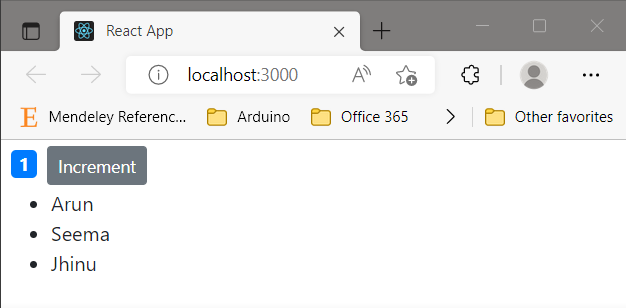 React App
localhost:3000
Mendeley Referenc... Arduino Office 365 Other favorites
1 Increment
Arun
Seema
Jhinu